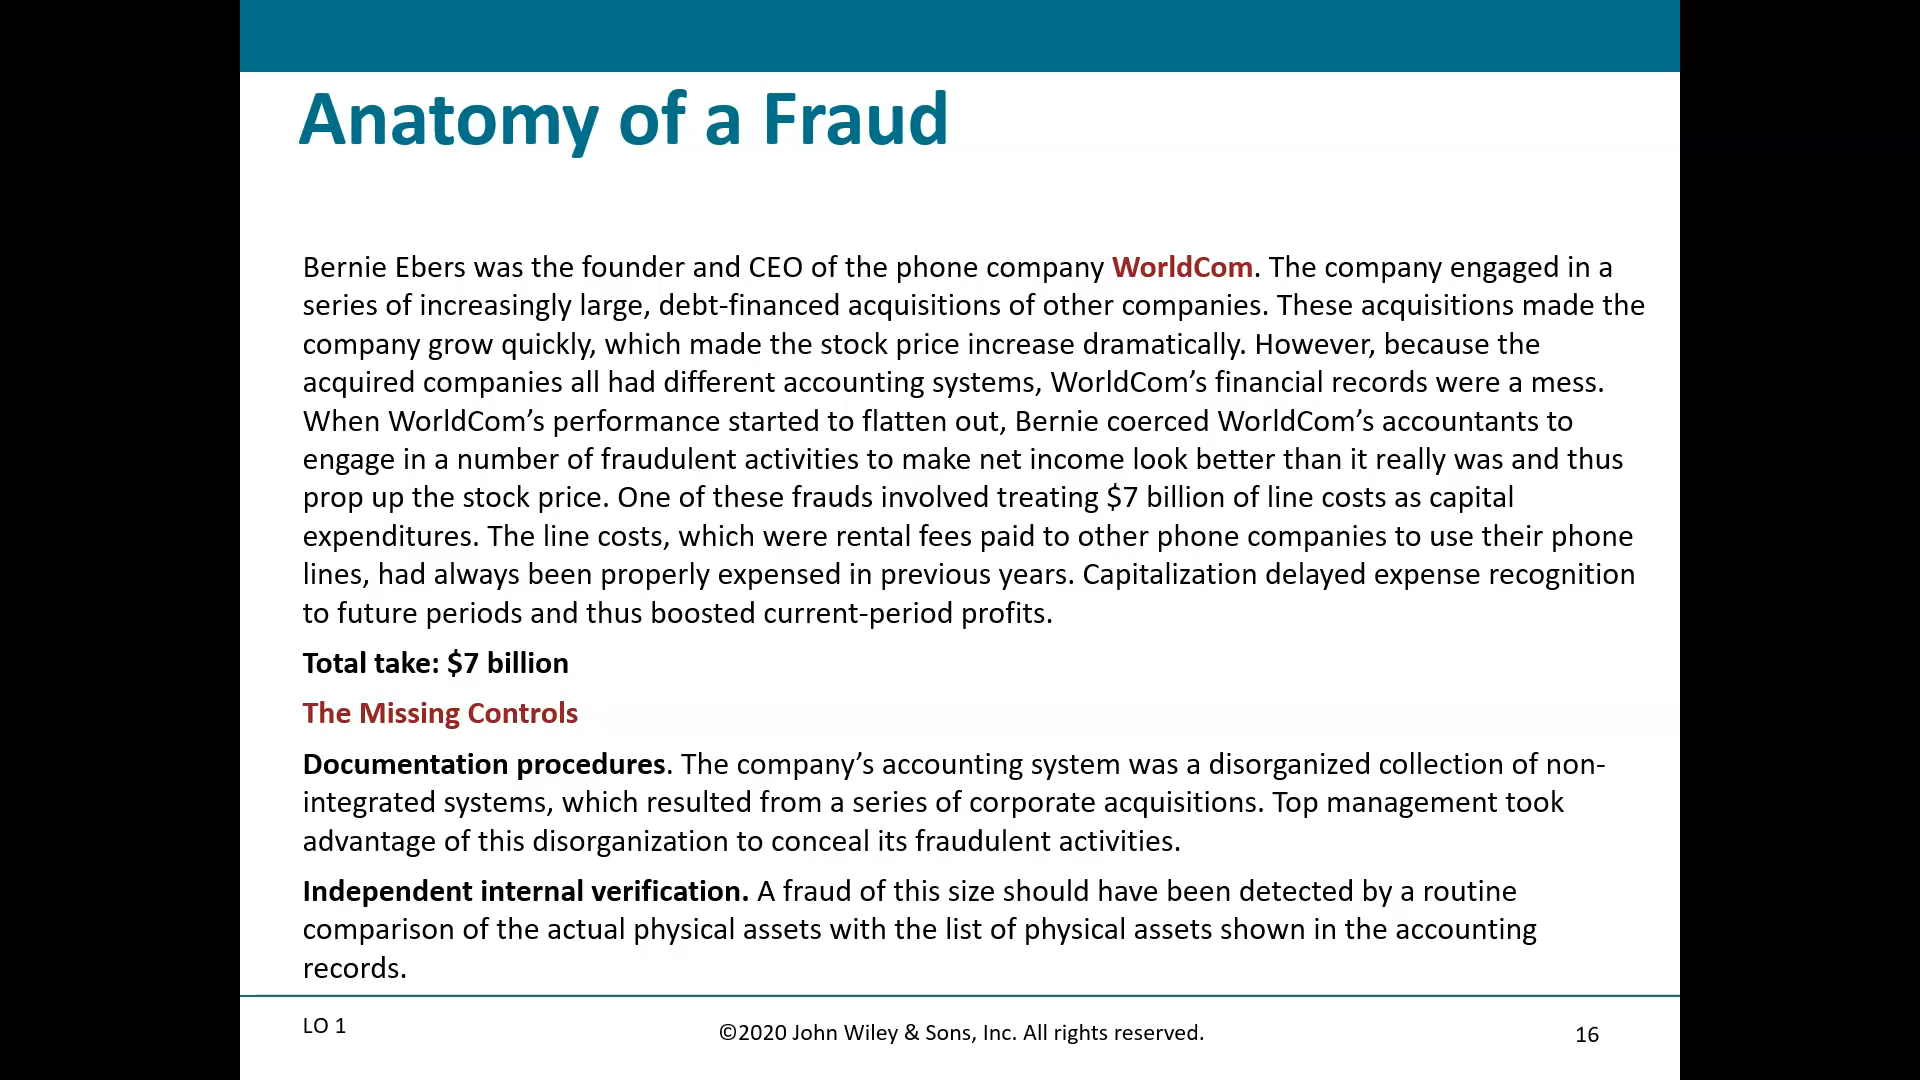 Anatomy of a Fraud
Bernie Ebers was the founder and CEO of the phone company WorldCom. The company engaged in a
series of increasingly large, debt-financed acquisitions of other companies. These acquisitions made the
company grow quickly, which made the stock price increase dramatically. However, because the
acquired companies all had different accounting systems, WorldCom’s financial records were a mess.
When WorldCom’s performance started to flatten out, Bernie coerced WorldCom’s accountants to
engage in a number of fraudulent activities to make net income look better than it really was and thus
prop up the stock price. One of these frauds involved treating $7 billion of line costs as capital
expenditures. The line costs, which were rental fees paid to other phone companies to use their phone
lines, had always been properly expensed in previous years. Capitalization delayed expense recognition
to future periods and thus boosted current-period profits.
Total take: $7 billion
The Missing Controls
Documentation procedures. The company’s accounting system was a disorganized collection of non-
integrated systems, which resulted from a series of corporate acquisitions. Top management took
advantage of this disorganization to conceal its fraudulent activities.
Independent internal verification. A fraud of this size should have been detected by a routine
comparison of the actual physical assets with the list of physical assets shown in the accounting
records.
LO 1
©2020 John Wiley & Sons, Inc. All rights reserved.
16